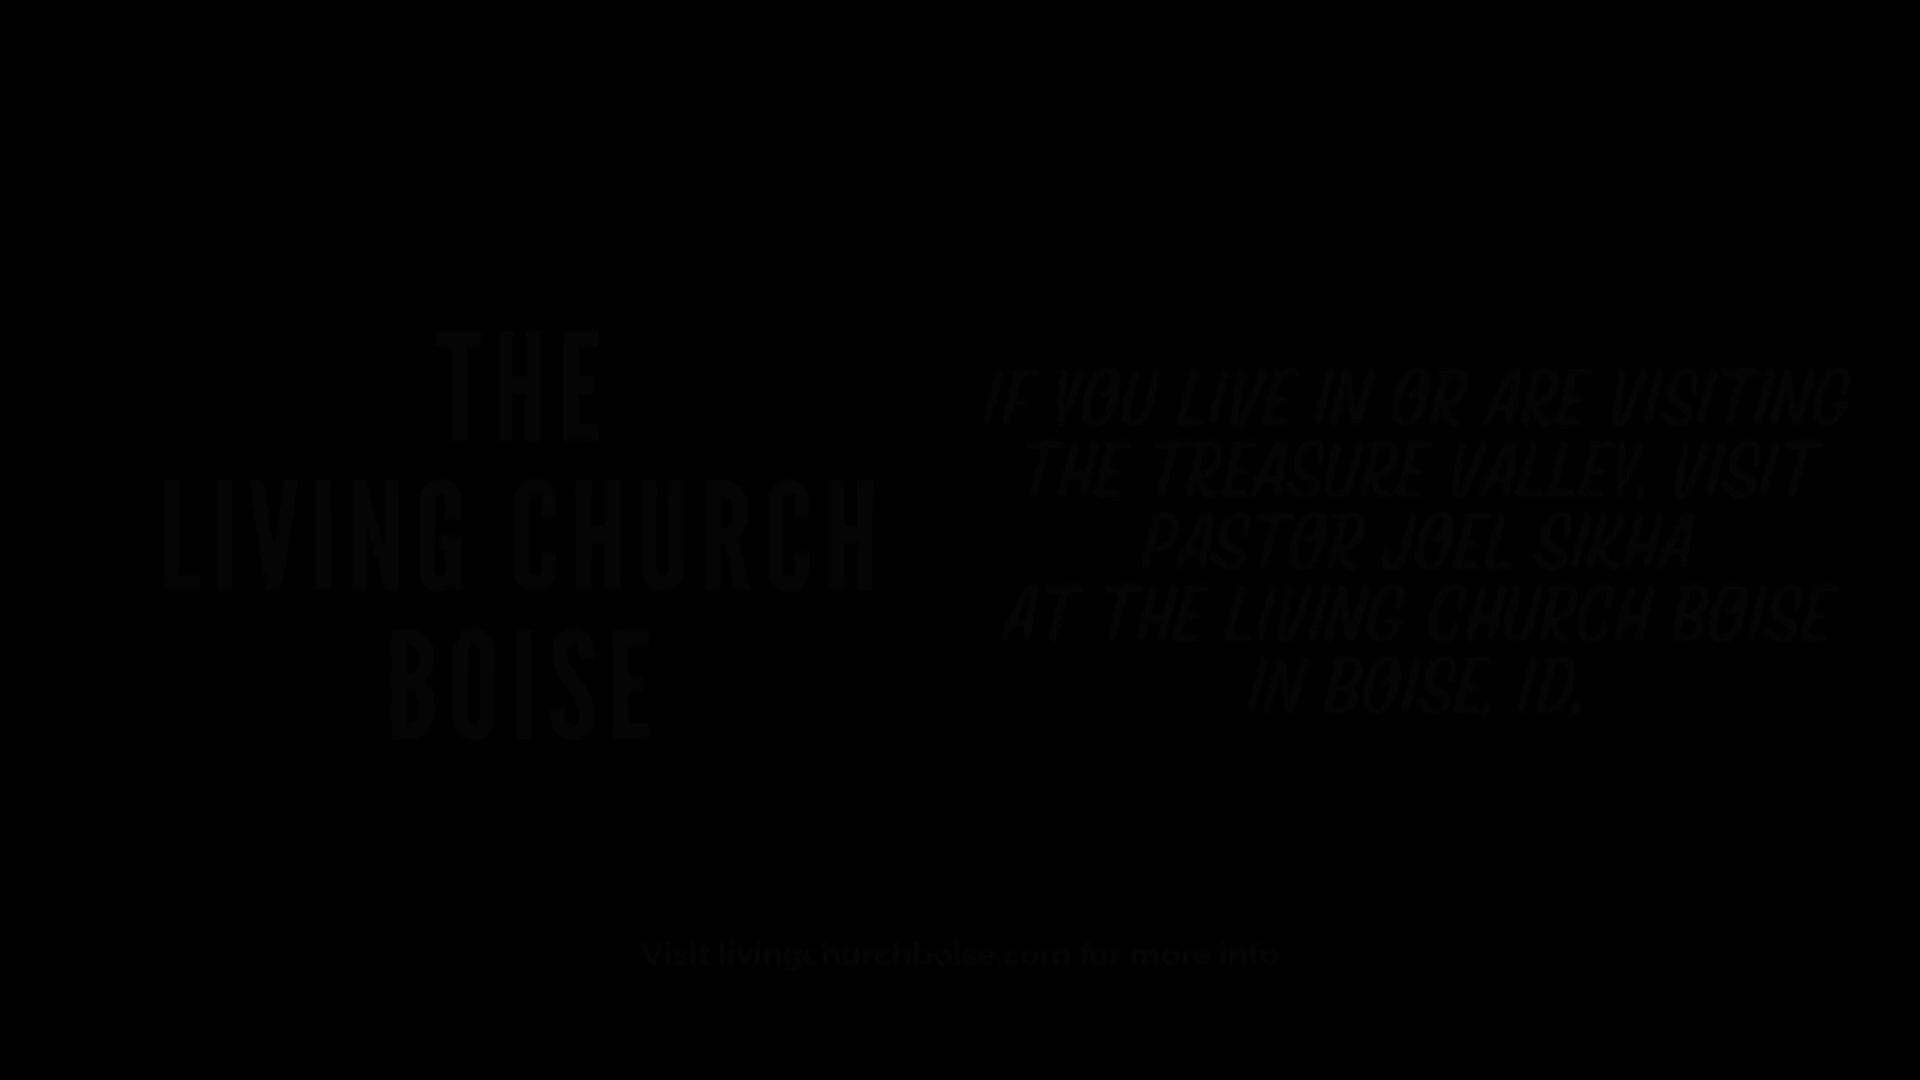 THE
LIVING CHURCH
BOISE
IF YOU LIVE IN OR ARE VISITING
THE TREASURE VALLEY, VISIT
PASTOR JOEL SIKHA
AT THE LIVING CHURCH BOISE
IN BOISE, ID.
Visit livingchurchboise.com for more info